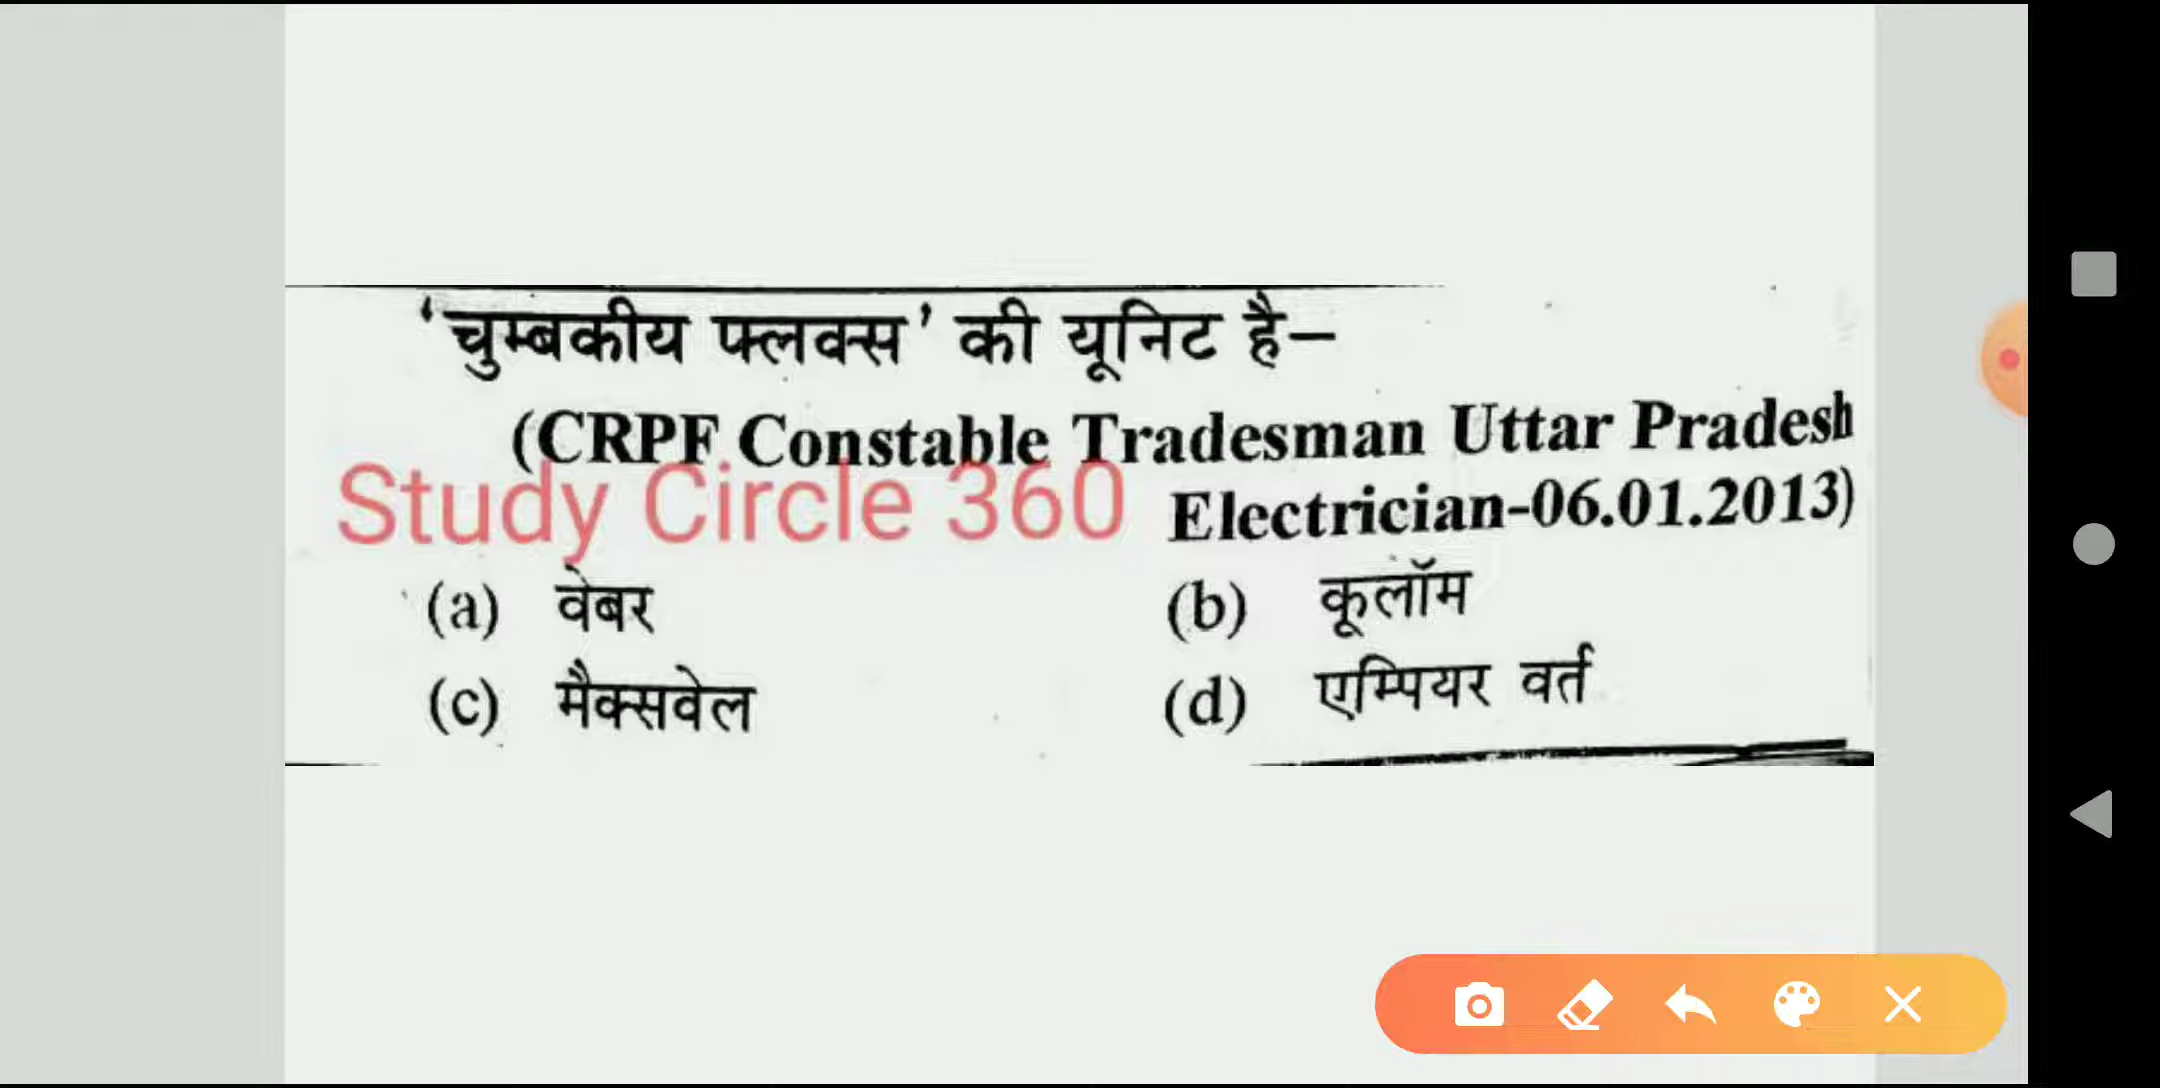 'चुम्बकीय फ्लक्स' की यूनिट है–
(CRPF Constable Tradesman Uttar Pradesh
Study Circle 360
Electrician-06.01.2013)
(a) वेबर
(b) कूलॉम
(c) मैक्सवेल
(d) एम्पियर वर्त